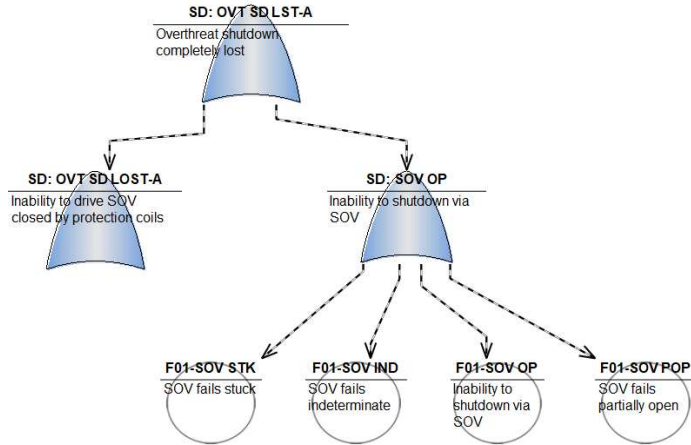 SD: OVT SD LST-A
Overthreat shutdown
completely lost
SD: OVT SD LOST-A
Inability to drive SOV
closed by protection coils
SD: SOV OP
Inability to shutdown via
SOV
F01-SOV STK
SOV fails stuck
F01-SOV IND
SOV fails
indeterminate
F01-SOV OP
Inability to
shutdown via
SOV
F01-SOV POP
SOV fails
partially open